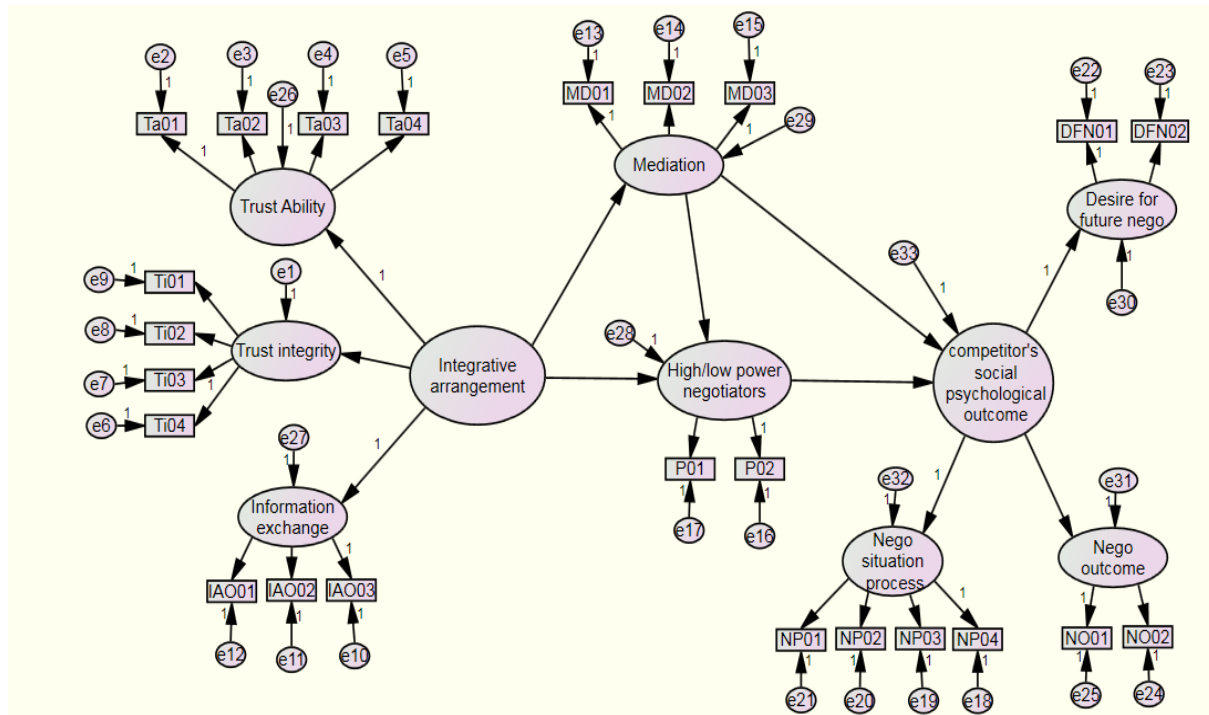 e2
e3
e4
e5
e26
1
1
1
1
1
Ta01
Ta02
Ta03
Ta04
1
Trust Ability
e13
e14
e15
1
1
1
MD01
MD02
MD03
1
1
e29
Mediation
e22
e23
1
1
DFN01
DFN02
1
Desire for
future nego
1
e30
e9
1
Ti01
e8
1
Ti02
e7
1
Ti03
1
e6
1
Ti04
e1
1
Trust integrity
1
Integrative
arrangement
e28
1
High/low power
negotiators
1
P01
P02
1
1
e17
e16
e33
1
1
competitor's
social
psychological
outcome
1
e27
1
1
Information
exchange
1
IAO01
IAO02
IAO03
1
1
1
e12
e11
e10
e32
1
Nego
situation
process
1
NP01
NP02
NP03
NP04
1
1
1
1
e21
e20
e19
e18
e31
1
Nego
outcome
1
NO01
NO02
1
1
e25
e24